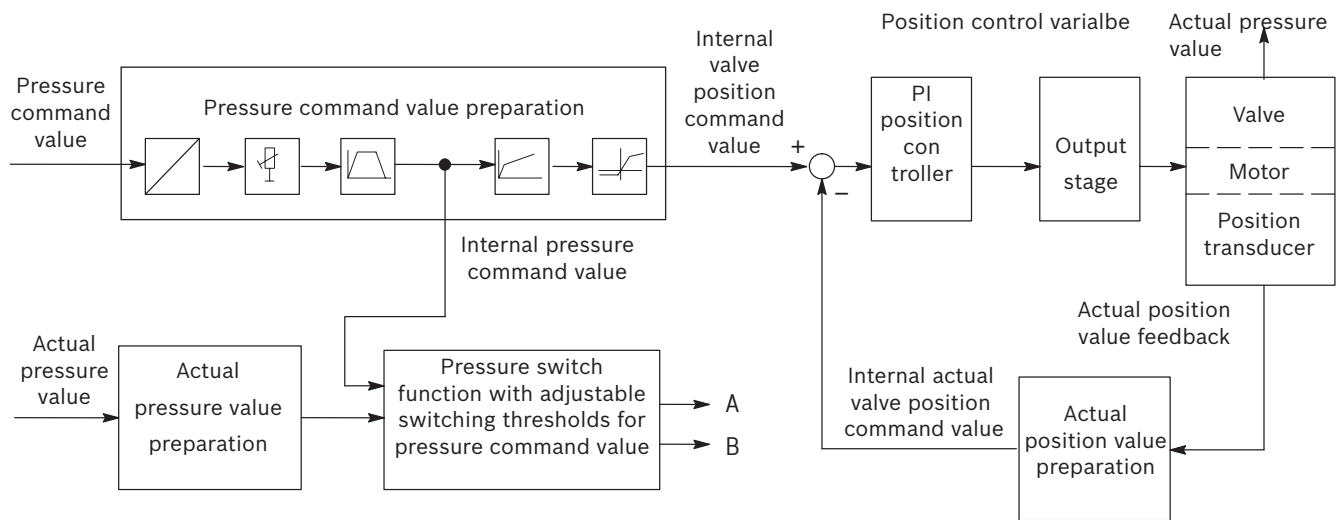 Position control varialbe
Actual pressure
value
Internal
valve
position
command
value
Pressure
command
value
Pressure command value preparation
+
−
PI
position
con
troller
Output
stage
Valve
Motor
Position
transducer
Internal pressure
command value
Actual position
value feedback
Actual
pressure
value
Actual
pressure value
preparation
Pressure switch
function with adjustable
switching thresholds for
pressure command value
A
B
Internal actual
valve position
command value
Actual
position value
preparation